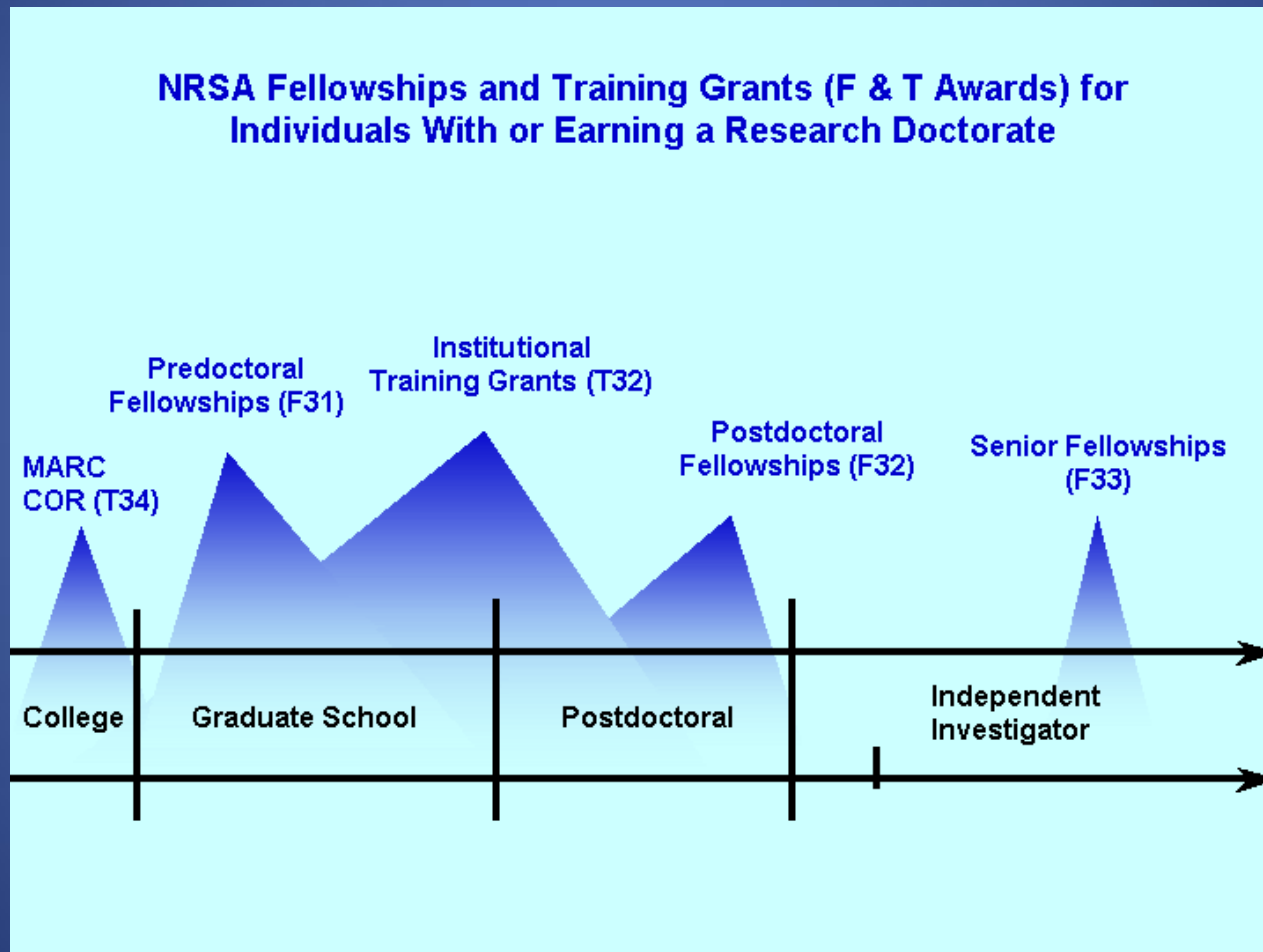 NRSA Fellowships and Training Grants (F & T Awards) for
Individuals With or Earning a Research Doctorate
Institutional
Training Grants (T32)
Predoctoral
Fellowships (F31)
Postdoctoral
Fellowships (F32)
Senior Fellowships
(F33)
MARC
COR (T34)
College
Graduate School
Postdoctoral
Independent
Investigator